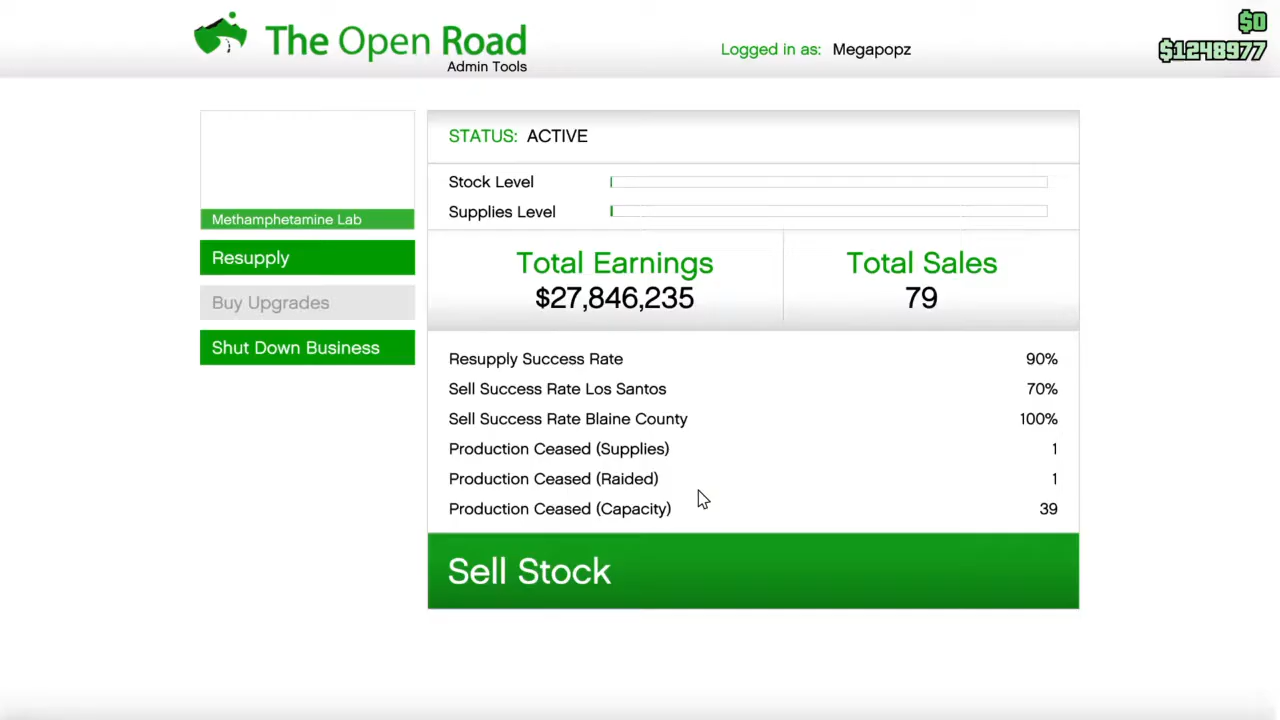 The Open Road
Admin Tools
Logged in as: Megapopz
$0
$1248977
Methamphetamine Lab
Resupply
Buy Upgrades
Shut Down Business
STATUS: ACTIVE
Stock Level
Supplies Level
Total Earnings
$27,846,235
Total Sales
79
Resupply Success Rate 90%
Sell Success Rate Los Santos 70%
Sell Success Rate Blaine County 100%
Production Ceased (Supplies) 1
Production Ceased (Raided) 1
Production Ceased (Capacity) 39
Sell Stock